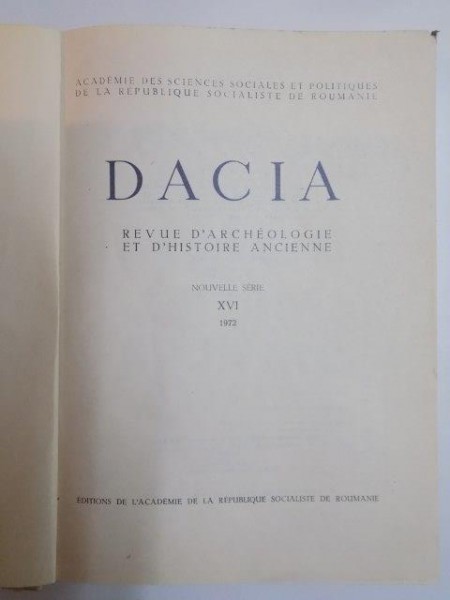 ACADÉMIE DES SCIENCES SOCIALES ET POLITIQUES
DE LA RÉPUBLIQUE SOCIALISTE DE ROUMANIE
DACIA
REVUE D'ARCHÉOLOGIE
ET D'HISTOIRE ANCIENNE
NOUVELLE SÉRIE
XVI
1972
ÉDITIONS DE L'ACADÉMIE DE LA RÉPUBLIQUE SOCIALISTE DE ROUMANIE